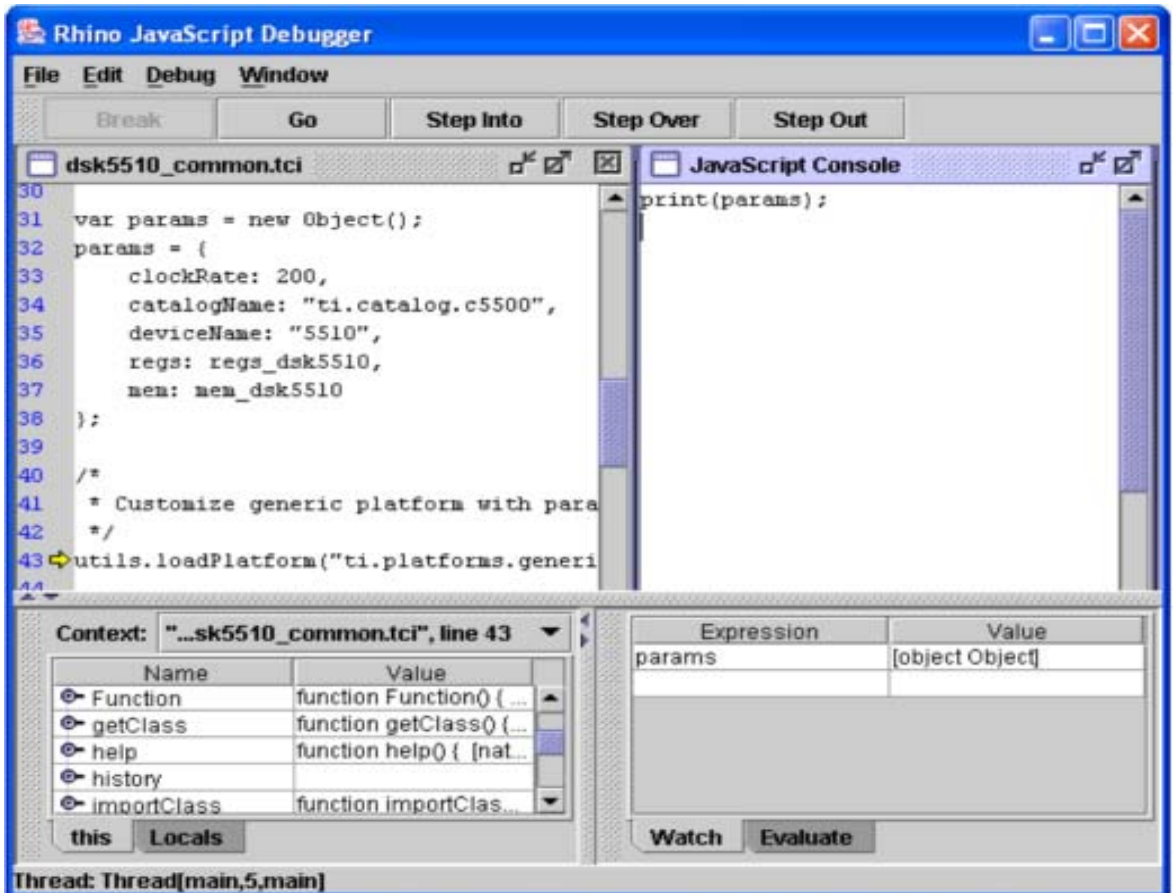 Rhino JavaScript Debugger
File Edit Debug Window
Break Go Step Into Step Over Step Out
dsk5510_common.tci
30
31 var params = new Object();
32 params = {
33 clockRate: 200,
34 catalogName: "ti.catalog.c5500",
35 deviceName: "5510",
36 regs: regs_dsk5510,
37 mem: mem_dsk5510
38 };
39
40 /*
41 * Customize generic platform with para
42 */
43 utils.loadPlatform("ti.platforms.generi
44
JavaScript Console
print(params);
Context: "...sk5510_common.tci", line 43
Name Value
Function function Function() { ...
getClass function getClass() {...
help function help() { [nat...
history
importClass function importClas...
this Locals
Expression Value
params [object Object]
Watch Evaluate
Thread: Thread[main,5,main]